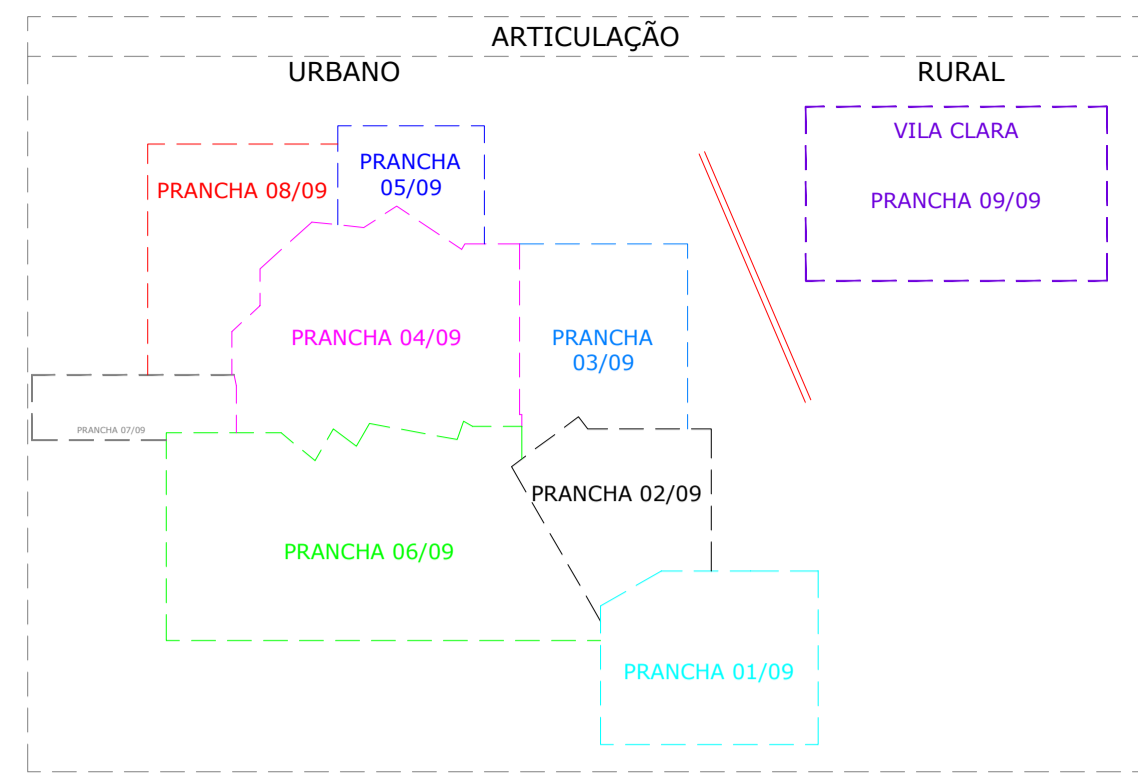 ARTICULAÇÃO
URBANO
RURAL
VILA CLARA
PRANCHA
05/09
PRANCHA 08/09
PRANCHA 09/09
PRANCHA 04/09
PRANCHA
03/09
PRANCHA 07/09
PRANCHA 02/09
PRANCHA 06/09
PRANCHA 01/09